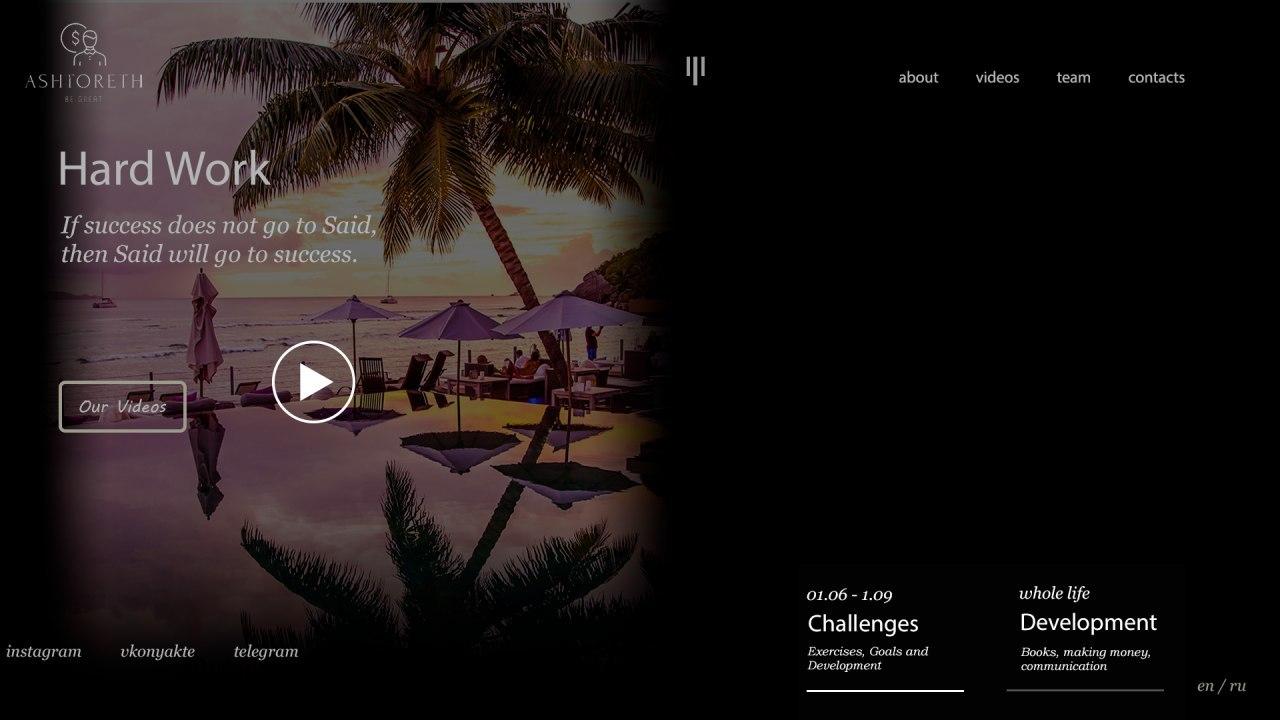 ASHTORETH
BE GREAT
about
videos
team
contacts
Hard Work
If success does not go to Said,
then Said will go to success.
Our Videos
01.06 - 1.09
Challenges
Exercises, Goals and
Development
whole life
Development
Books, making money,
communication
instagram
vkonyakte
telegram
en / ru